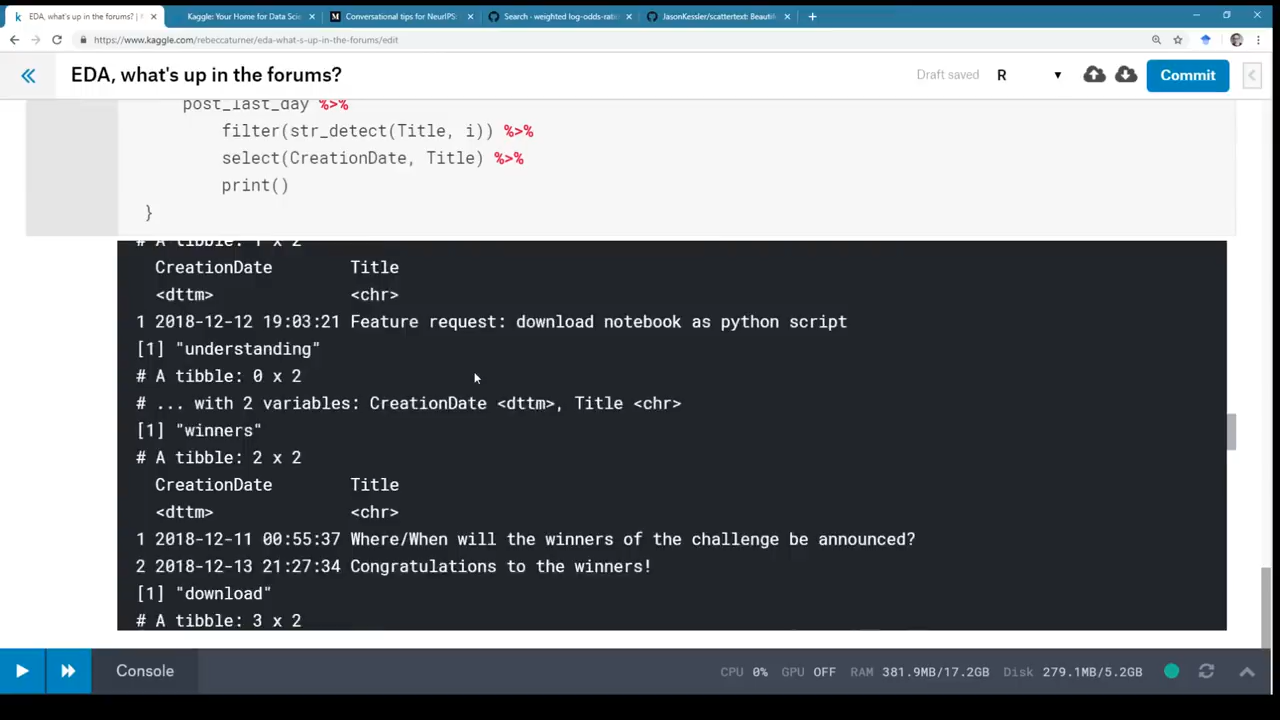 EDA, what's up in the forums? | K
Kaggle: Your Home for Data Scie
Conversational tips for NeurIPS:
Search · weighted log-odds-rati
JasonKessler/scattertext: Beautif
https://www.kaggle.com/rebeccaturner/eda-what-s-up-in-the-forums/edit
EDA, what's up in the forums?
Draft saved
R
Commit
post_last_day %>%
filter(str_detect(Title, i)) %>%
select(CreationDate, Title) %>%
print()
}
# A tibble: 1 x 2
CreationDate Title
<dttm> <chr>
1 2018-12-12 19:03:21 Feature request: download notebook as python script
[1] "understanding"
# A tibble: 0 x 2
# ... with 2 variables: CreationDate <dttm>, Title <chr>
[1] "winners"
# A tibble: 2 x 2
CreationDate Title
<dttm> <chr>
1 2018-12-11 00:55:37 Where/When will the winners of the challenge be announced?
2 2018-12-13 21:27:34 Congratulations to the winners!
[1] "download"
# A tibble: 3 x 2
Console
CPU 0% GPU OFF RAM 381.9MB/17.2GB Disk 279.1MB/5.2GB